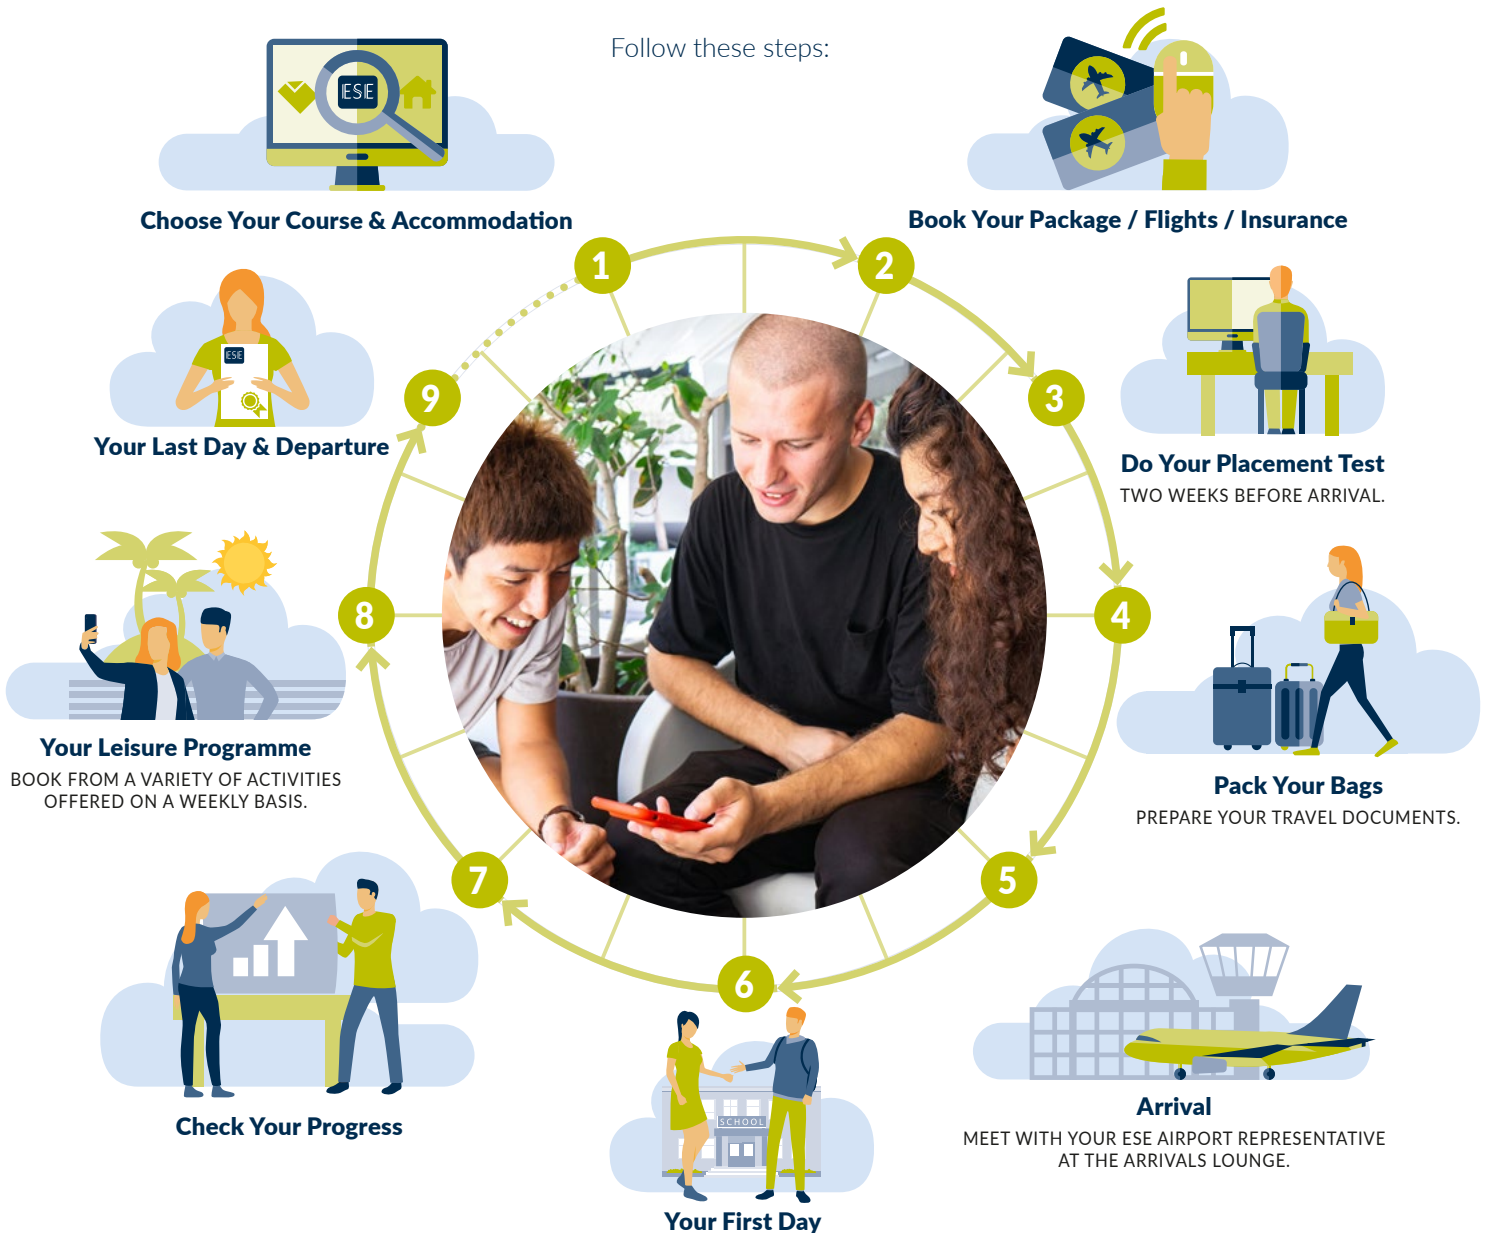 Follow these steps:
ESE
Choose Your Course & Accommodation
1
Book Your Package / Flights / Insurance
2
3
Do Your Placement Test
TWO WEEKS BEFORE ARRIVAL.
4
Pack Your Bags
PREPARE YOUR TRAVEL DOCUMENTS.
5
Arrival
MEET WITH YOUR ESE AIRPORT REPRESENTATIVE
AT THE ARRIVALS LOUNGE.
6
SCHOOL
Your First Day
7
Check Your Progress
8
Your Leisure Programme
BOOK FROM A VARIETY OF ACTIVITIES
OFFERED ON A WEEKLY BASIS.
9
ESE
Your Last Day & Departure